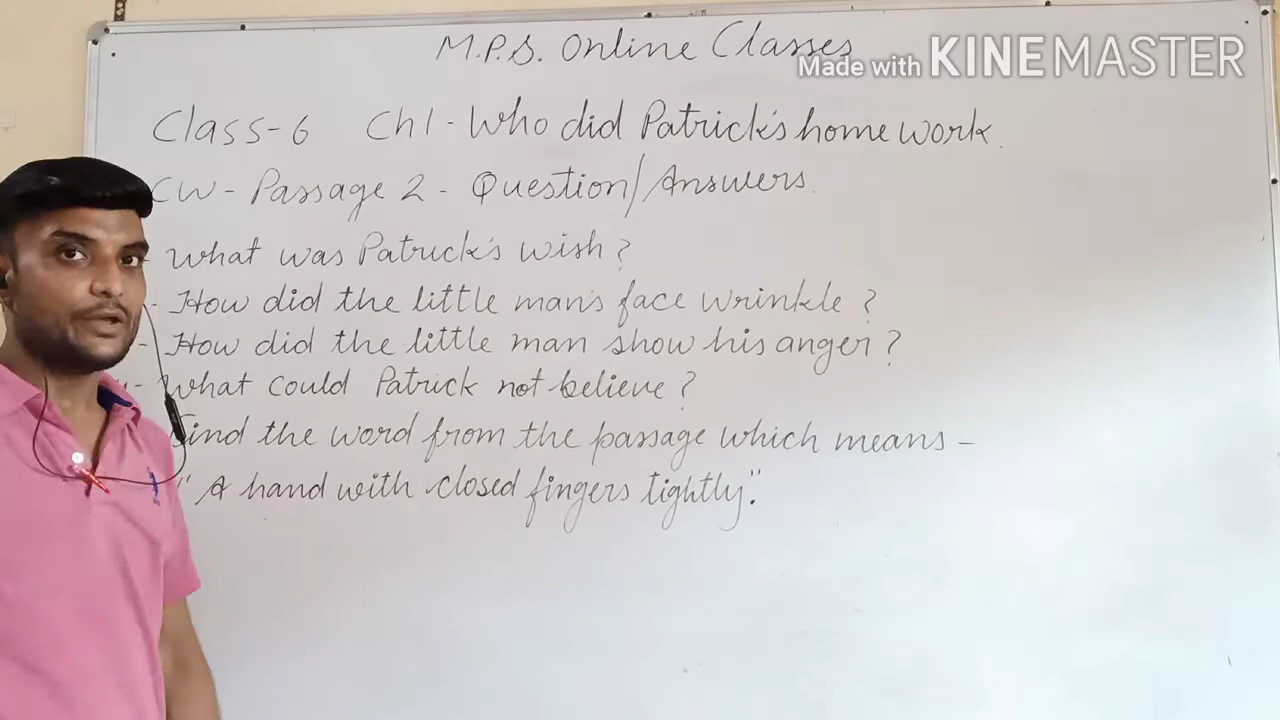 M.P.S. Online Classes
Made with KINEMASTER
Class-6 Ch1-Who did Patrick's home work.
CW-Passage 2 - Question/Answers.
- What was Patrick's wish?
- How did the little man's face wrinkle?
- How did the little man show his anger?
- What could Patrick not believe?
Find the word from the passage which means -
"A hand with closed fingers tightly."